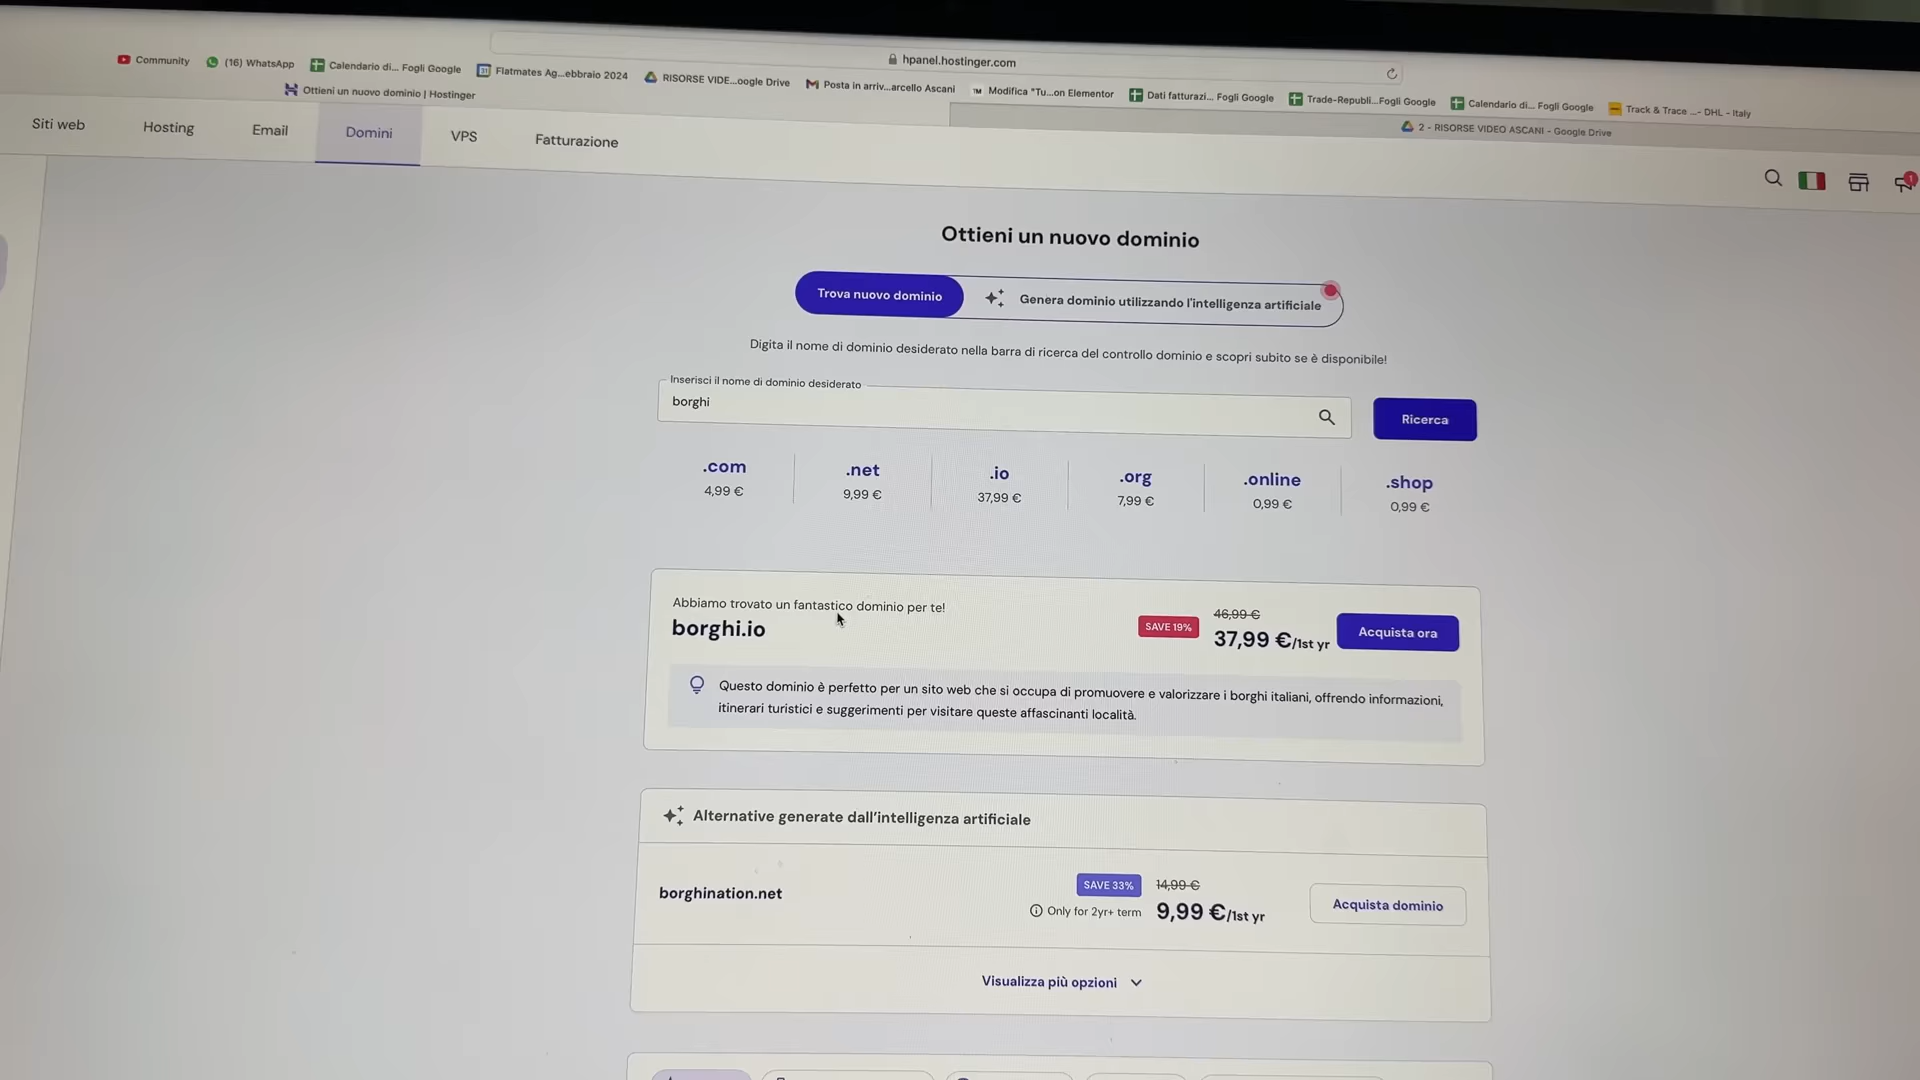 hpanel.hostinger.com
Community
(16) WhatsApp
Calendario di... Fogli Google
Flatmates Ag...ebbraio 2024
RISORSE VIDE...oogle Drive
Posta in arriv...arcello Ascani
Modifica "Tu...on Elementor
Dati fatturazi... Fogli Google
Trade-Republi...Fogli Google
Calendario di... Fogli Google
Track & Trace ...- DHL - Italy
Ottieni un nuovo dominio | Hostinger
2 - RISORSE VIDEO ASCANI - Google Drive
Siti web
Hosting
Email
Domini
VPS
Fatturazione
1
Ottieni un nuovo dominio
Trova nuovo dominio
Genera dominio utilizzando l'intelligenza artificiale
Digita il nome di dominio desiderato nella barra di ricerca del controllo dominio e scopri subito se è disponibile!
Inserisci il nome di dominio desiderato
borghi
Ricerca
.com
4,99 €
.net
9,99 €
.io
37,99 €
.org
7,99 €
.online
0,99 €
.shop
0,99 €
Abbiamo trovato un fantastico dominio per te!
borghi.io
SAVE 19%
46,99 €
37,99 €/1st yr
Acquista ora
Questo dominio è perfetto per un sito web che si occupa di promuovere e valorizzare i borghi italiani, offrendo informazioni,
itinerari turistici e suggerimenti per visitare queste affascinanti località.
Alternative generate dall'intelligenza artificiale
borghination.net
SAVE 33%
14,99 €
Only for 2yr+ term
9,99 €/1st yr
Acquista dominio
Visualizza più opzioni